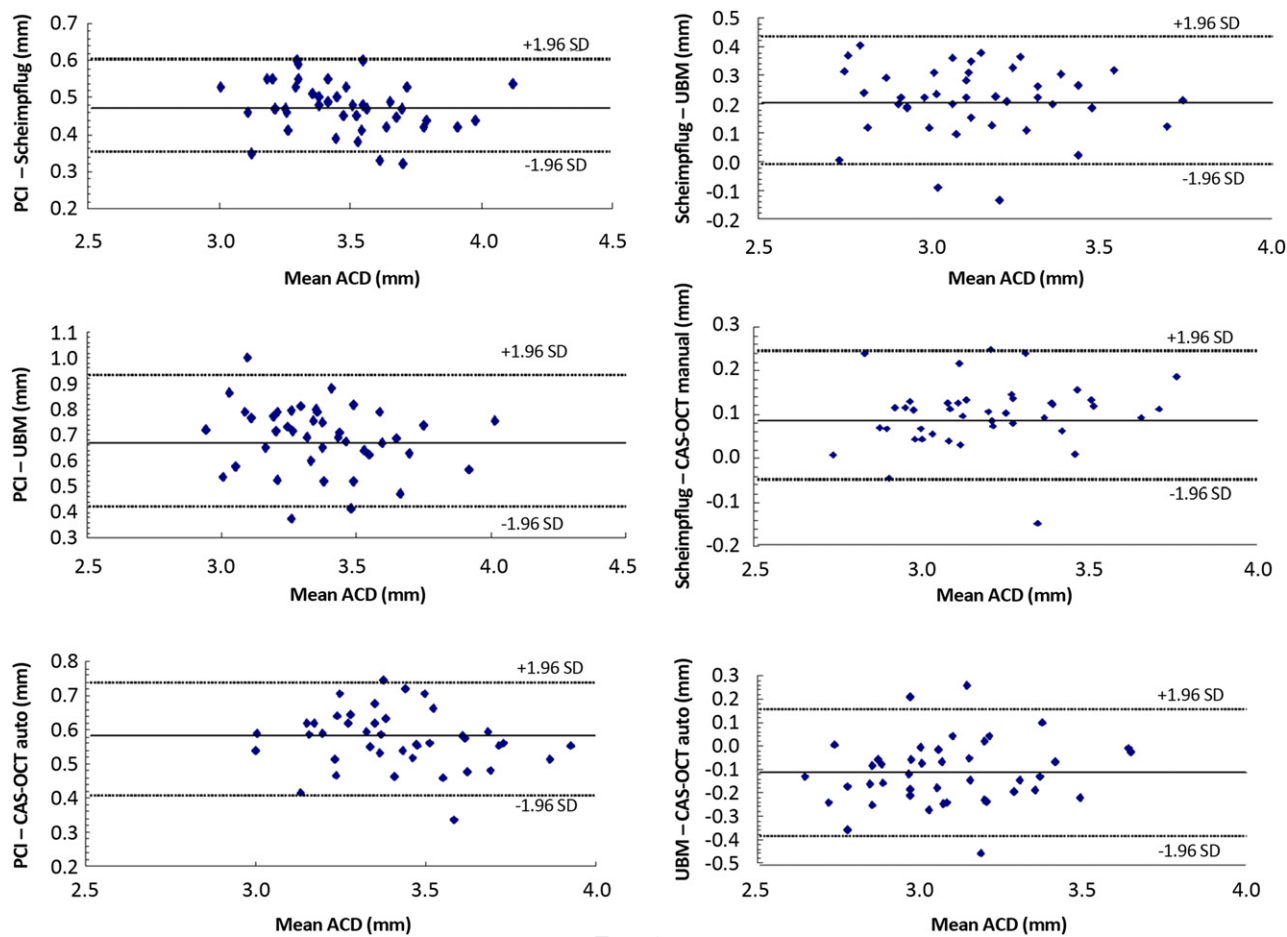 PCI – Scheimpflug (mm)
0.7
0.6
0.5
0.4
0.3
0.2
+1.96 SD
-1.96 SD
2.5 3.0 3.5 4.0 4.5
Mean ACD (mm)
Scheimpflug – UBM (mm)
0.5
0.4
0.3
0.2
0.1
0.0
-0.1
-0.2
+1.96 SD
-1.96 SD
2.5 3.0 3.5 4.0
Mean ACD (mm)
PCI – UBM (mm)
1.1
1.0
0.9
0.8
0.7
0.6
0.5
0.4
0.3
+1.96 SD
-1.96 SD
2.5 3.0 3.5 4.0 4.5
Mean ACD (mm)
Scheimpflug – CAS-OCT manual (mm)
0.3
0.2
0.1
0.0
-0.1
-0.2
+1.96 SD
-1.96 SD
2.5 3.0 3.5 4.0
Mean ACD (mm)
PCI – CAS-OCT auto (mm)
0.8
0.7
0.6
0.5
0.4
0.3
0.2
+1.96 SD
-1.96 SD
2.5 3.0 3.5 4.0
Mean ACD (mm)
UBM – CAS-OCT auto (mm)
0.3
0.2
0.1
0.0
-0.1
-0.2
-0.3
-0.4
-0.5
+1.96 SD
-1.96 SD
2.5 3.0 3.5 4.0
Mean ACD (mm)